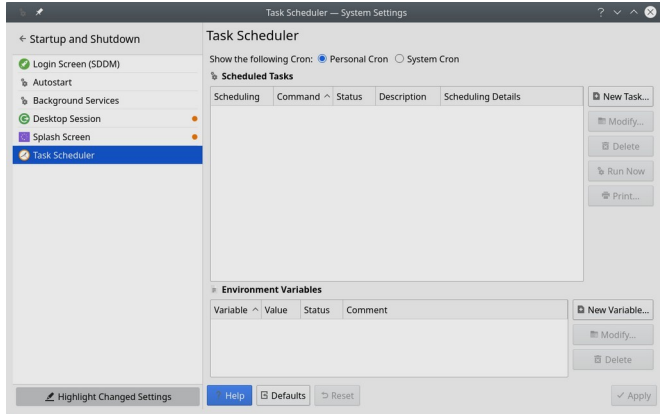 Task Scheduler — System Settings
← Startup and Shutdown
Login Screen (SDDM)
Autostart
Background Services
Desktop Session
Splash Screen
Task Scheduler
Highlight Changed Settings
Task Scheduler
Show the following Cron: Personal Cron System Cron
Scheduled Tasks
Scheduling Command Status Description Scheduling Details
New Task...
Modify...
Delete
Run Now
Print...
Environment Variables
Variable Value Status Comment
New Variable...
Modify...
Delete
Help Defaults Reset Apply